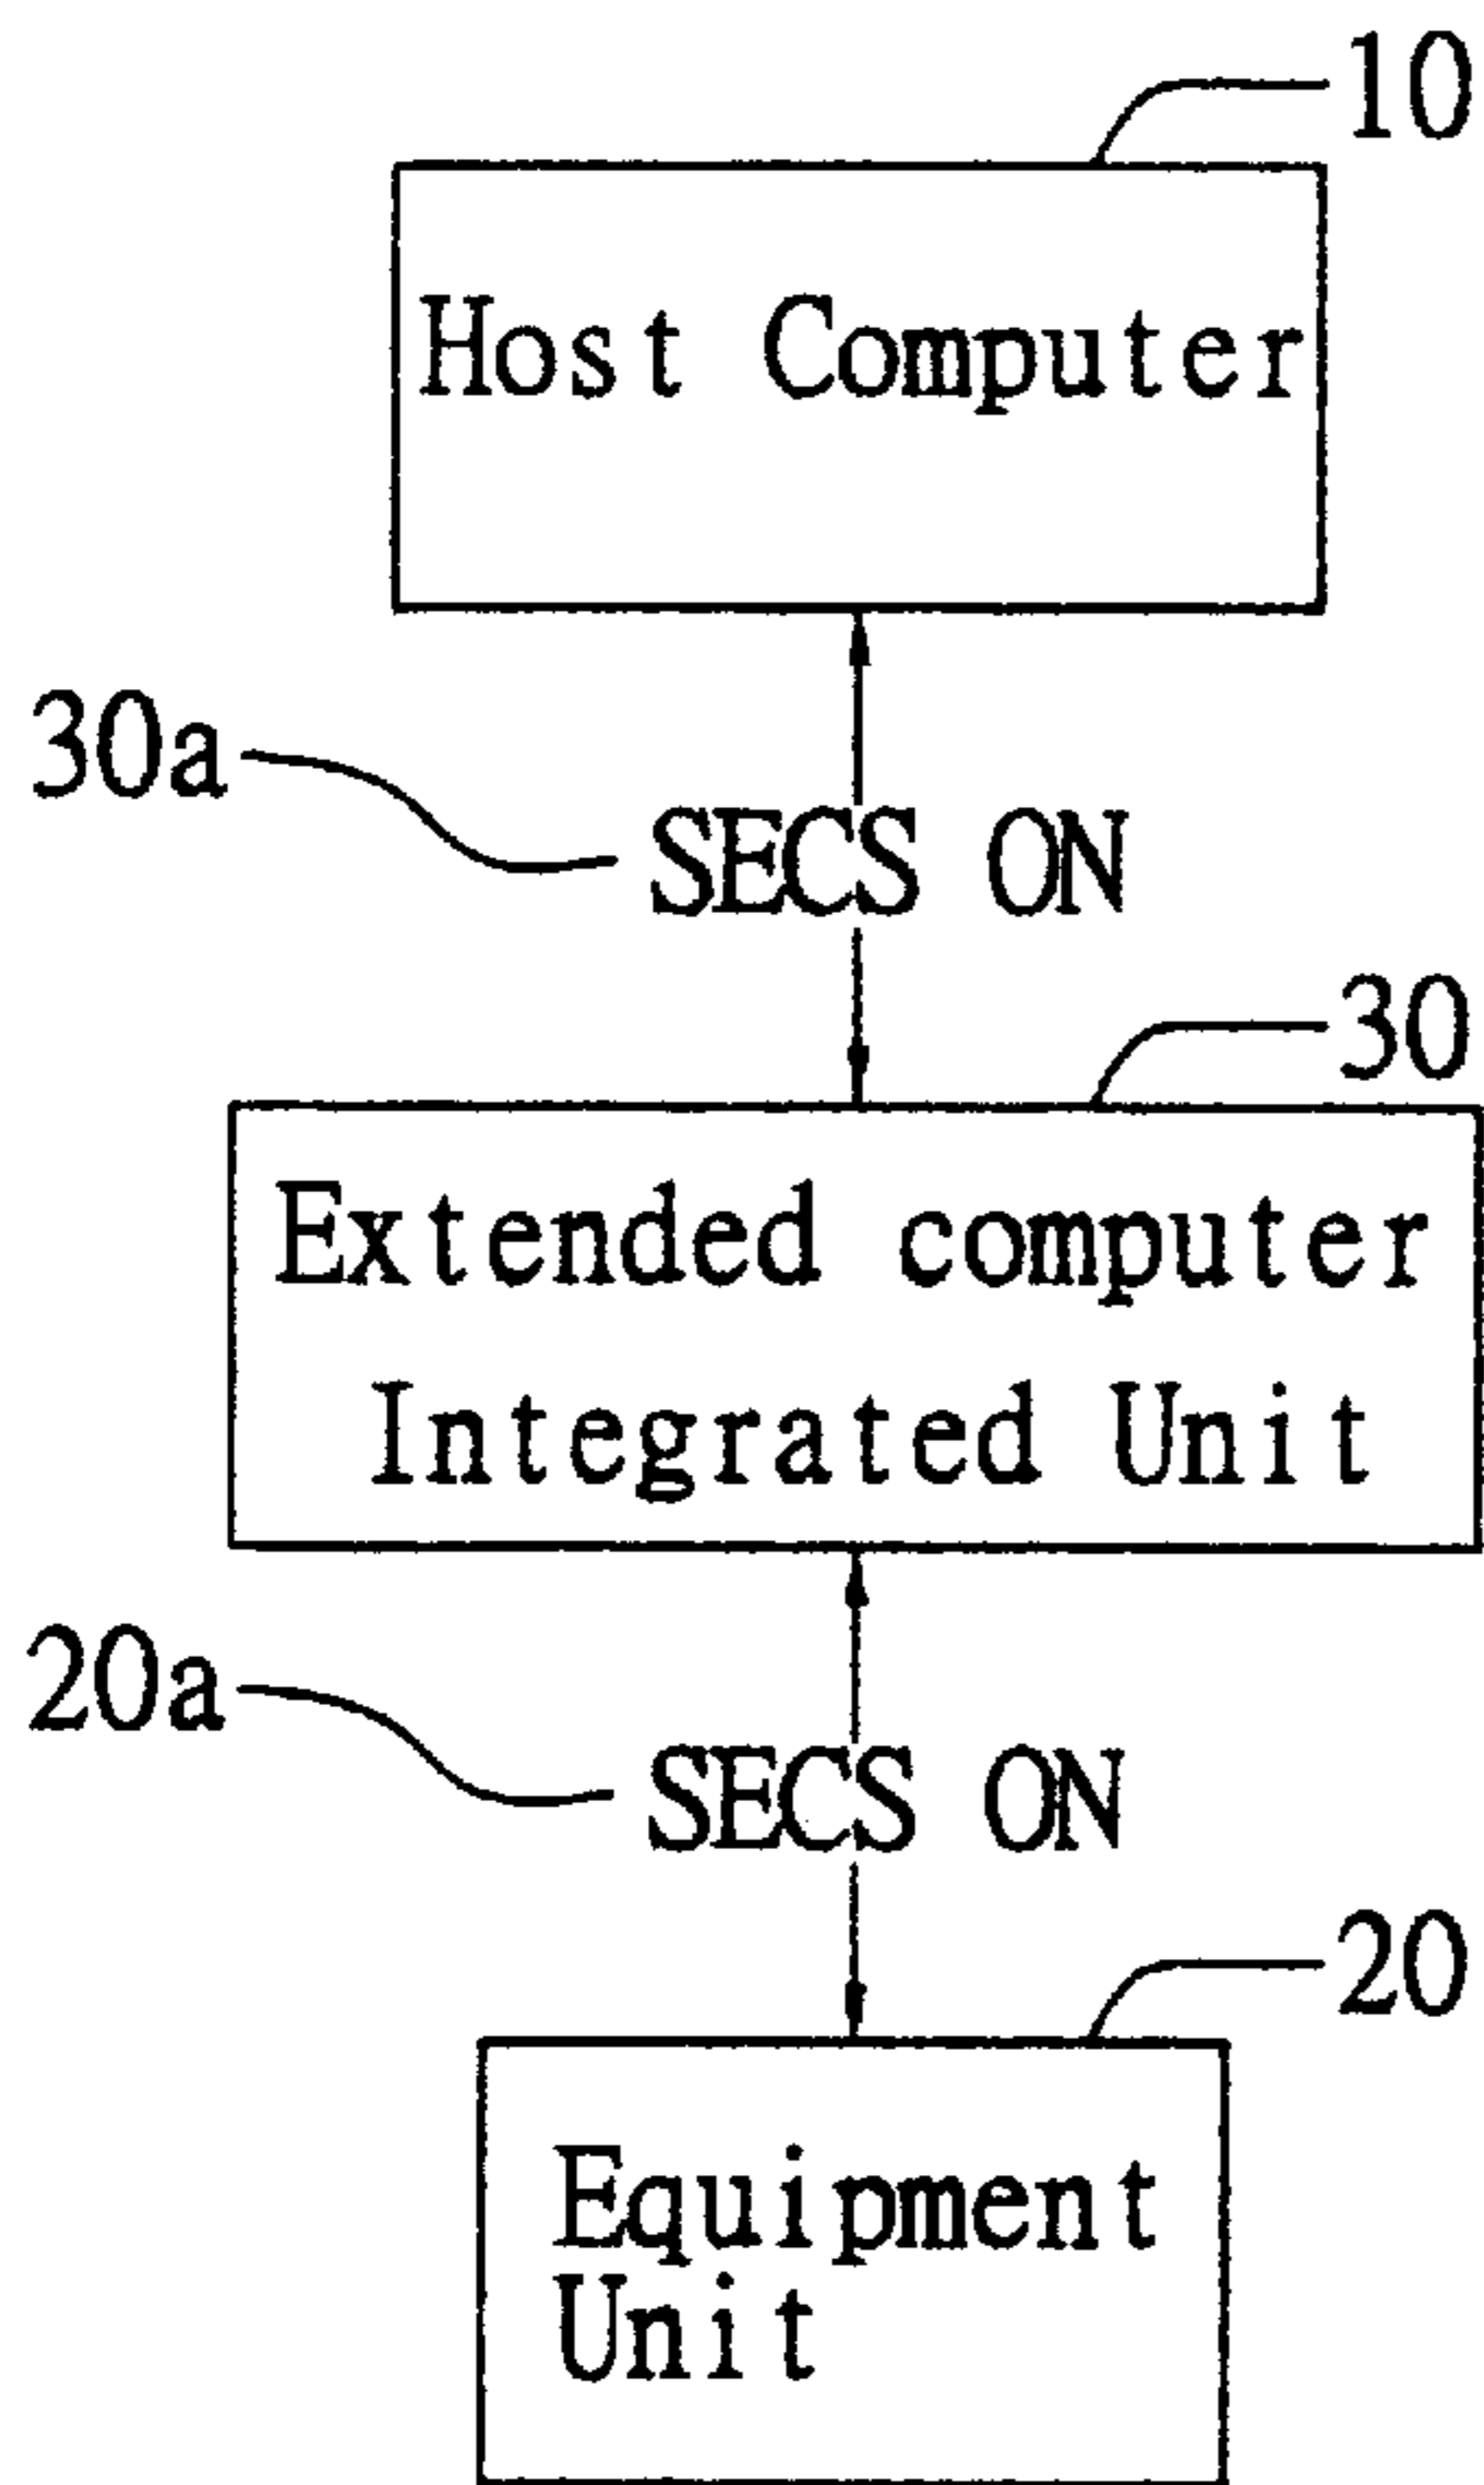 10
Host Computer
30a
SECS ON
30
Extended computer
Integrated Unit
20a
SECS ON
20
Equipment
Unit